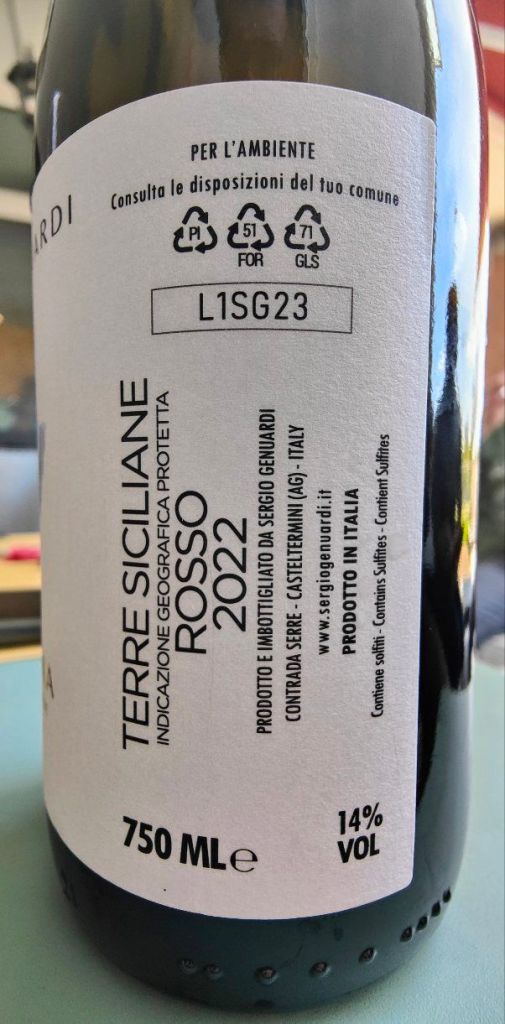 PER L'AMBIENTE
Consulta le disposizioni del tuo comune
PI 51 71
FOR GLS
L1SG23
ARDI
TERRE SICILIANE
INDICAZIONE GEOGRAFICA PROTETTA
ROSSO
2022
PRODOTTO E IMBOTTIGLIATO DA SERGIO GENUARDI
CONTRADA SERRE - CASTELTERMINI (AG) - ITALY
www.sergiogenuardi.it
PRODOTTO IN ITALIA
Contiene solfiti - Contains Sulfites - Contient Sulfites
A
750 ML e
14%
VOL